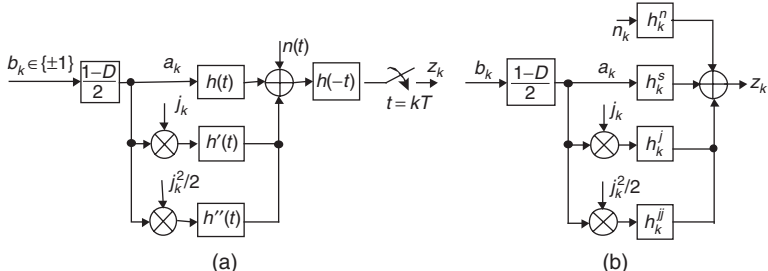 b_k∈{±1}
1–D
2
a_k
h(t)
n(t)
h(–t)
z_k
t = kT
j_k
h′(t)
j_k^2/2
h″(t)
(a)
n_k
h_k^n
b_k
1–D
2
a_k
h_k^s
z_k
j_k
h_k^j
j_k^2/2
h_k^jj
(b)